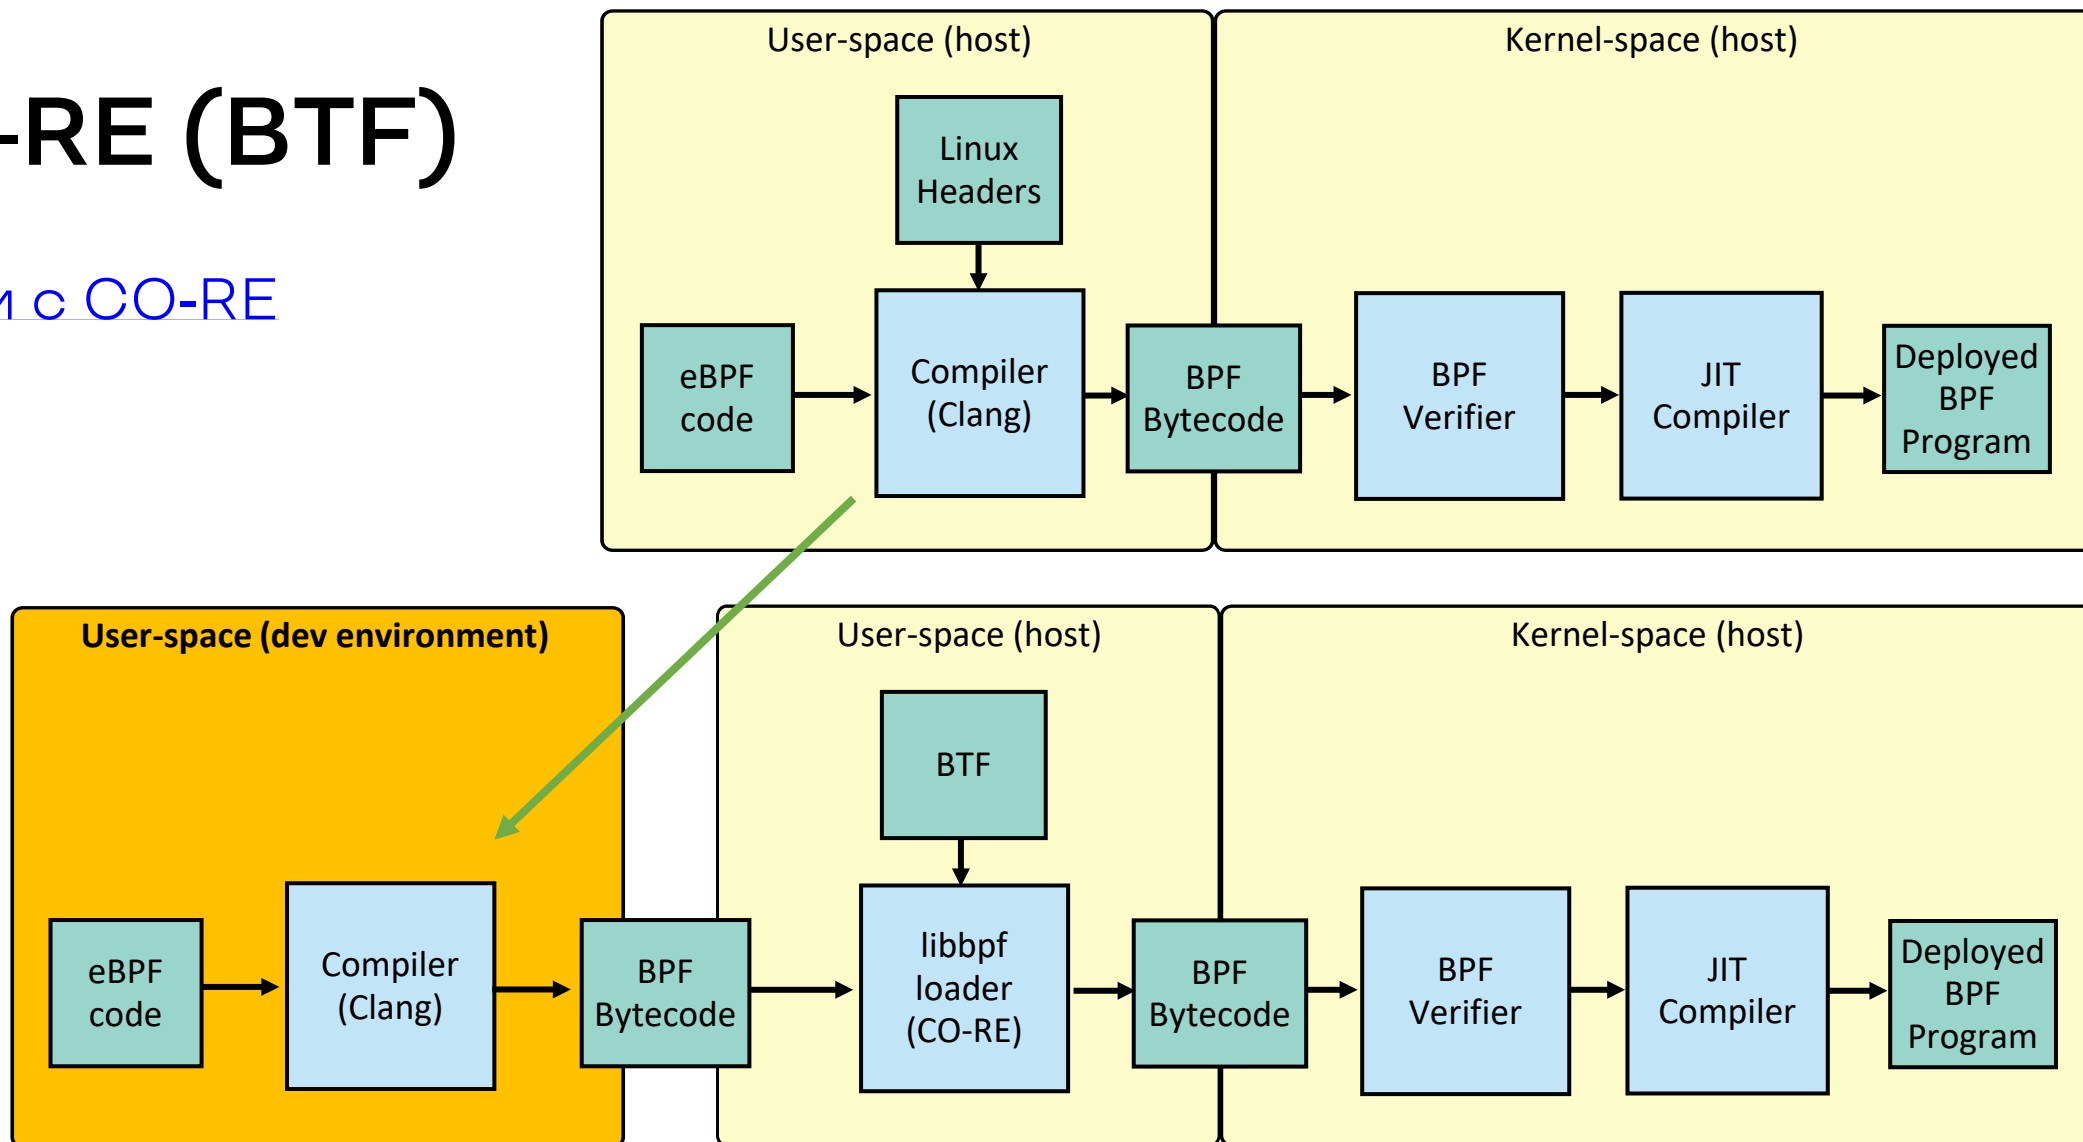 -RE (BTF)
и с CO-RE
User-space (host)
Kernel-space (host)
Linux
Headers
eBPF
code
Compiler
(Clang)
BPF
Bytecode
BPF
Verifier
JIT
Compiler
Deployed
BPF
Program
User-space (dev environment)
User-space (host)
Kernel-space (host)
BTF
eBPF
code
Compiler
(Clang)
BPF
Bytecode
libbpf
loader
(CO-RE)
BPF
Bytecode
BPF
Verifier
JIT
Compiler
Deployed
BPF
Program